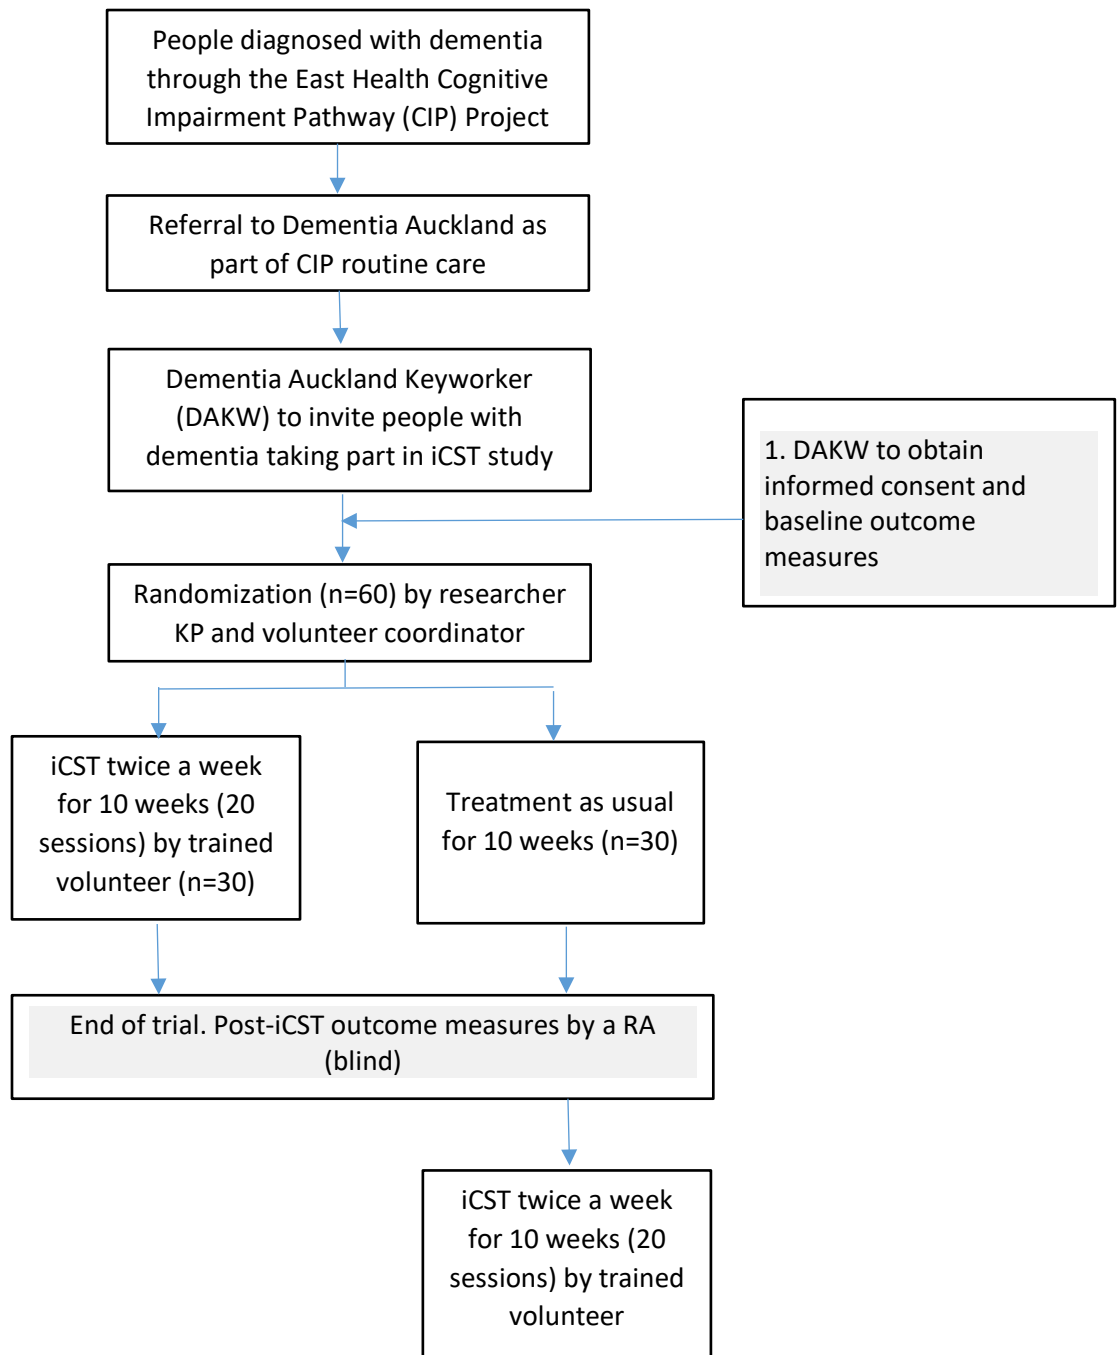 People diagnosed with dementia
through the East Health Cognitive
Impairment Pathway (CIP) Project
Referral to Dementia Auckland as
part of CIP routine care
Dementia Auckland Keyworker
(DAKW) to invite people with
dementia taking part in iCST study
1. DAKW to obtain
informed consent and
baseline outcome
measures
Randomization (n=60) by researcher
KP and volunteer coordinator
iCST twice a week
for 10 weeks (20
sessions) by trained
volunteer (n=30)
Treatment as usual
for 10 weeks (n=30)
End of trial. Post-iCST outcome measures by a RA
(blind)
iCST twice a week
for 10 weeks (20
sessions) by trained
volunteer